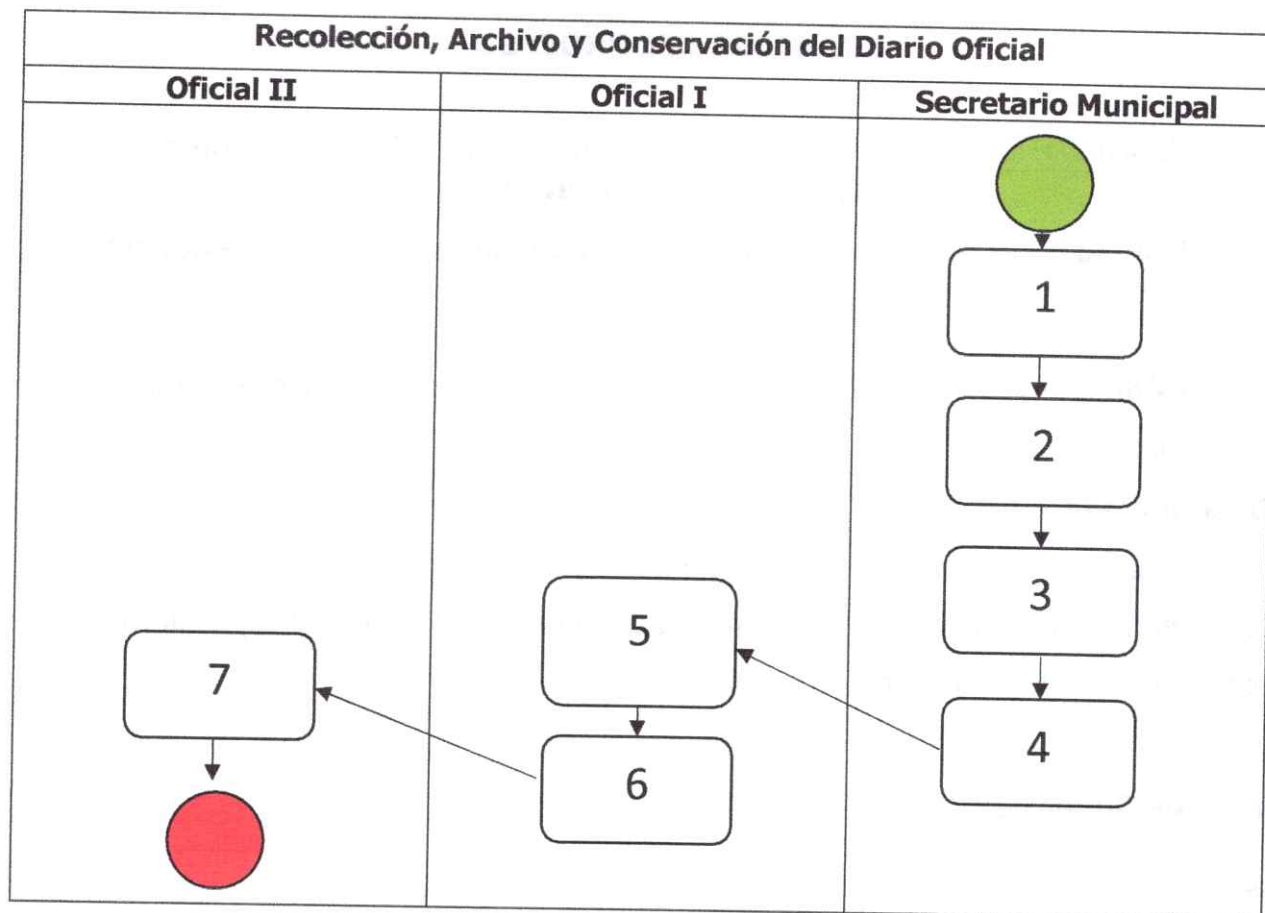 Recolección, Archivo y Conservación del Diario Oficial
Oficial II
Oficial I
Secretario Municipal
1
2
3
4
5
6
7